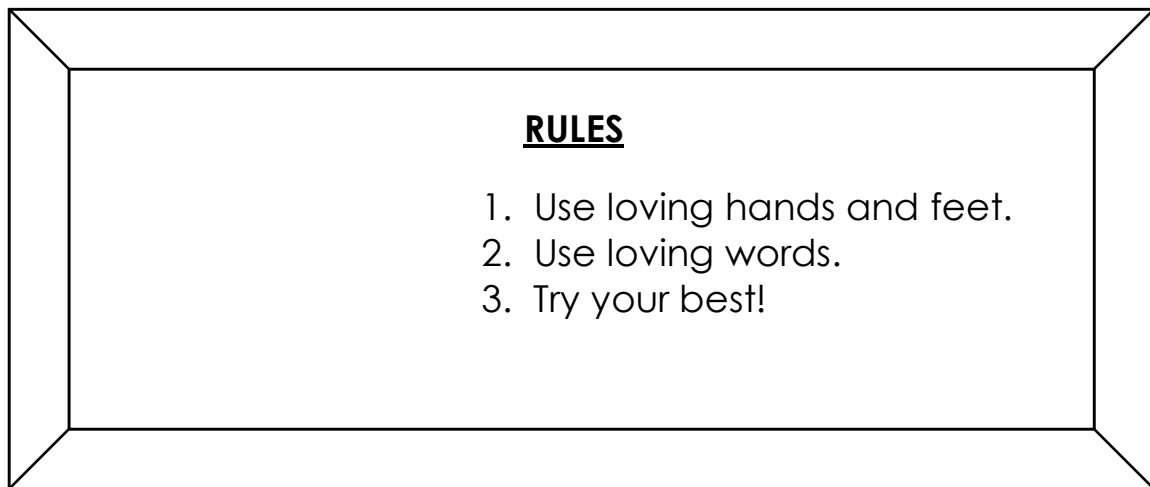 RULES
1. Use loving hands and feet.
2. Use loving words.
3. Try your best!